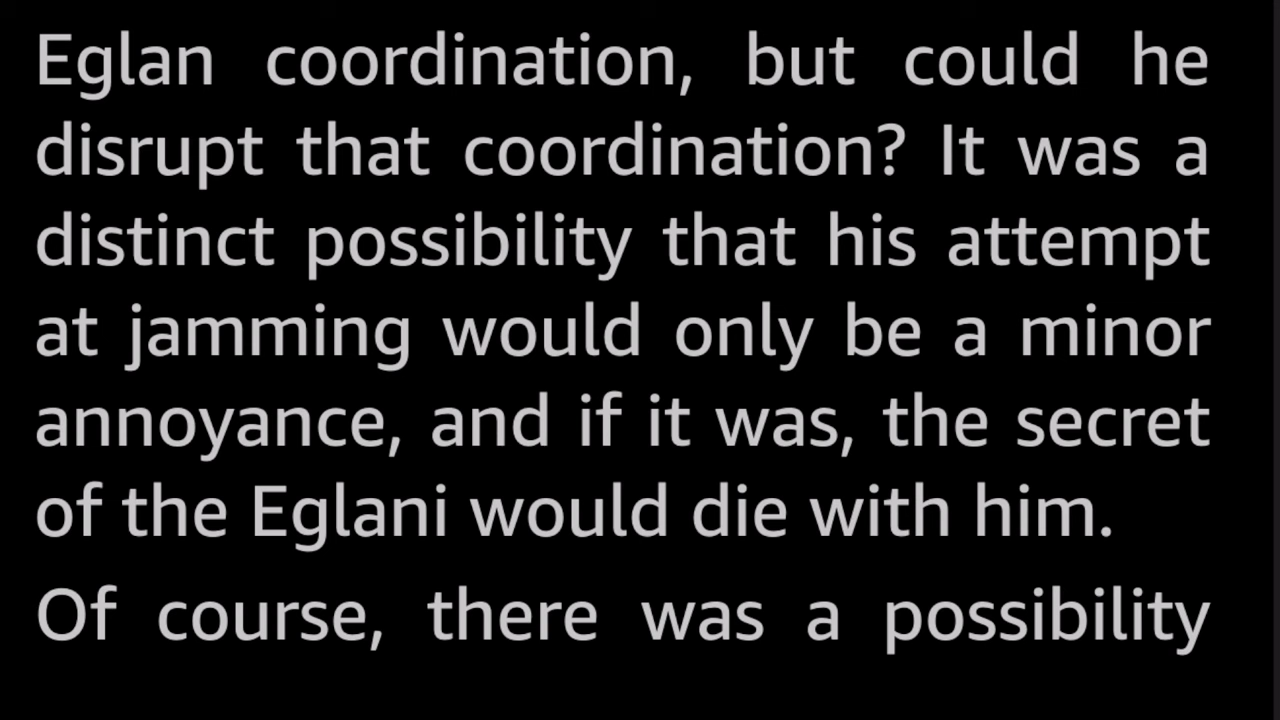 Eglan coordination, but could he
disrupt that coordination? It was a
distinct possibility that his attempt
at jamming would only be a minor
annoyance, and if it was, the secret
of the Eglani would die with him.
Of course, there was a possibility